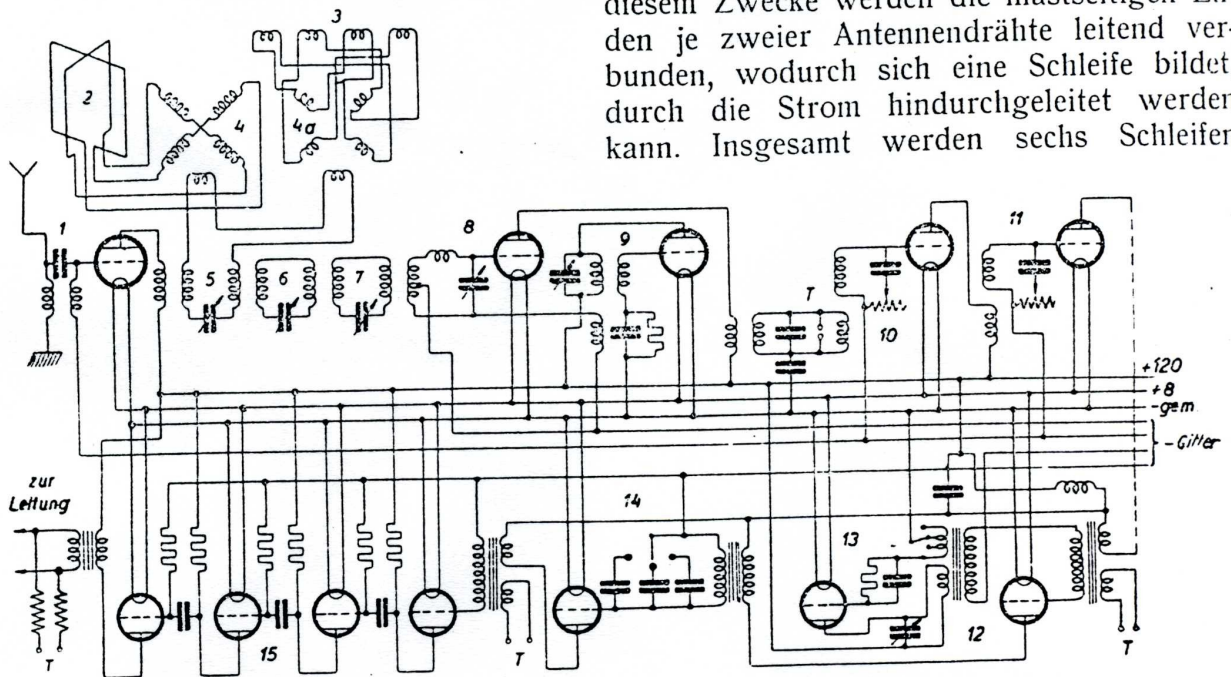 diesem Zwecke werden die mastseitigen En-
den je zweier Antennendrähte leitend ver-
bunden, wodurch sich eine Schleife bildet
durch die Strom hindurchgeleitet werden
kann. Insgesamt werden sechs Schleifen
3
2
4
4a
1
5
6
7
8
9
T
10
11
+120
+8
-gem
- Gitter
zur
Leitung
14
13
T
15
T
12
T